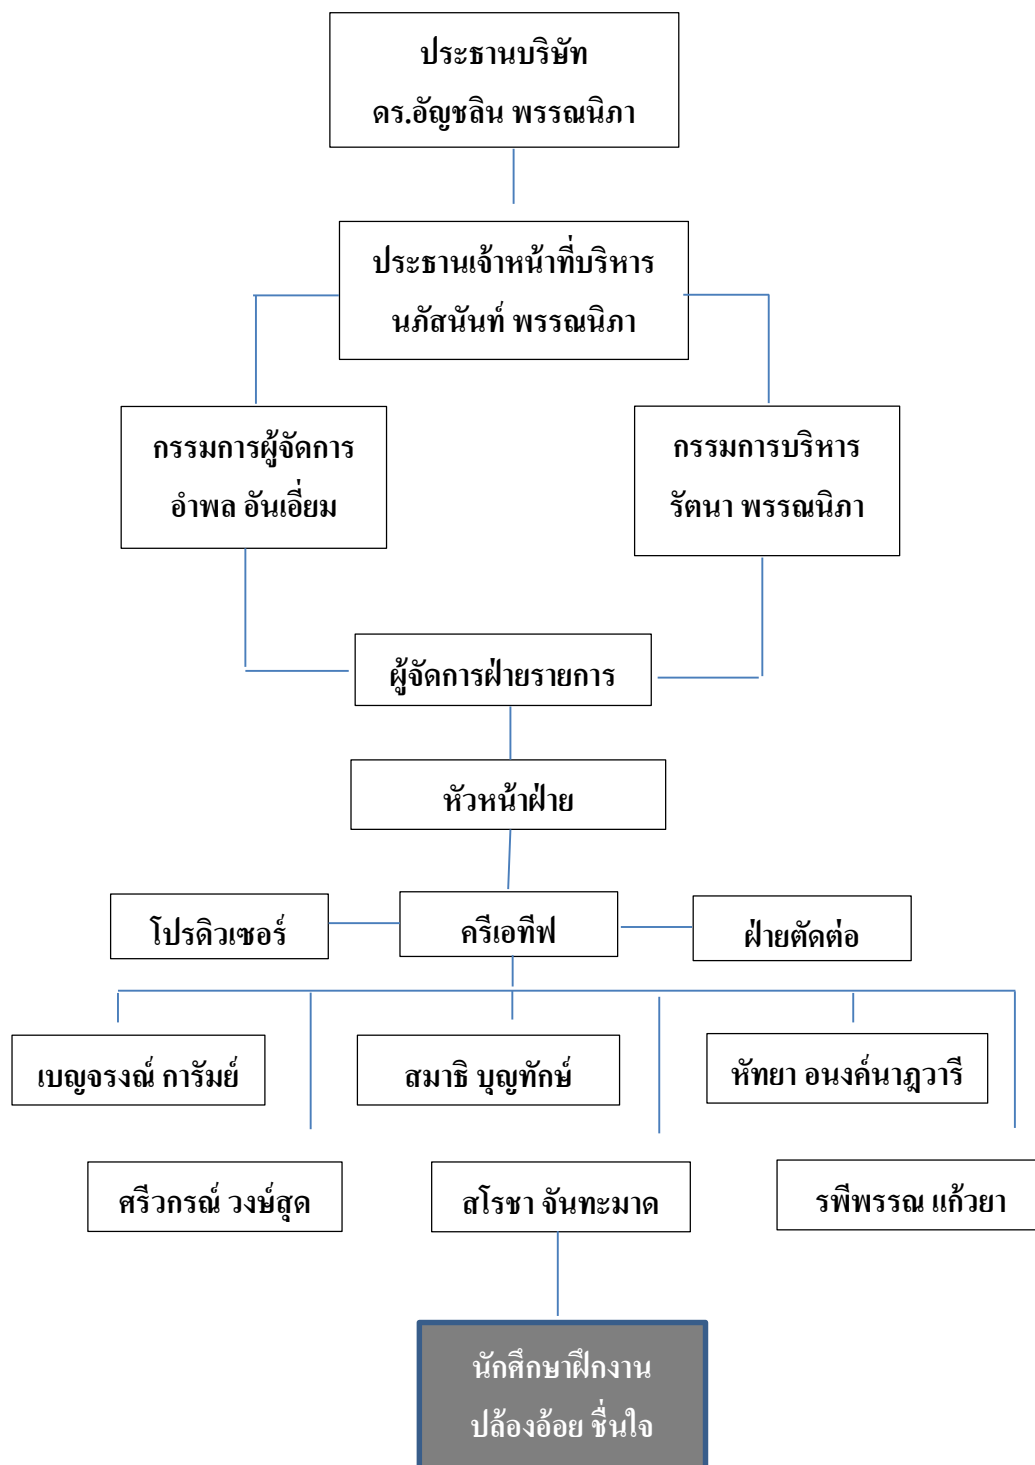 ประธานบริษัท
ดร.อัญชลิน พรรณนิภา
ประธานเจ้าหน้าที่บริหาร
นภัสนันท์ พรรณนิภา
กรรมการผู้จัดการ
อำพล อันเอี่ยม
กรรมการบริหาร
รัตนา พรรณนิภา
ผู้จัดการฝ่ายรายการ
หัวหน้าฝ่าย
โปรดิวเซอร์
ครีเอทีฟ
ฝ่ายตัดต่อ
เบญจรงณ์ การัมย์
สมาธิ บุญทักษ์
หัทยา อนงค์นาฎวารี
ศรีวกรณ์ วงษ์สุด
สโรชา จันทะมาด
รพีพรรณ แก้วยา
นักศึกษาฝึกงาน
ปล้องอ้อย ชื่นใจ